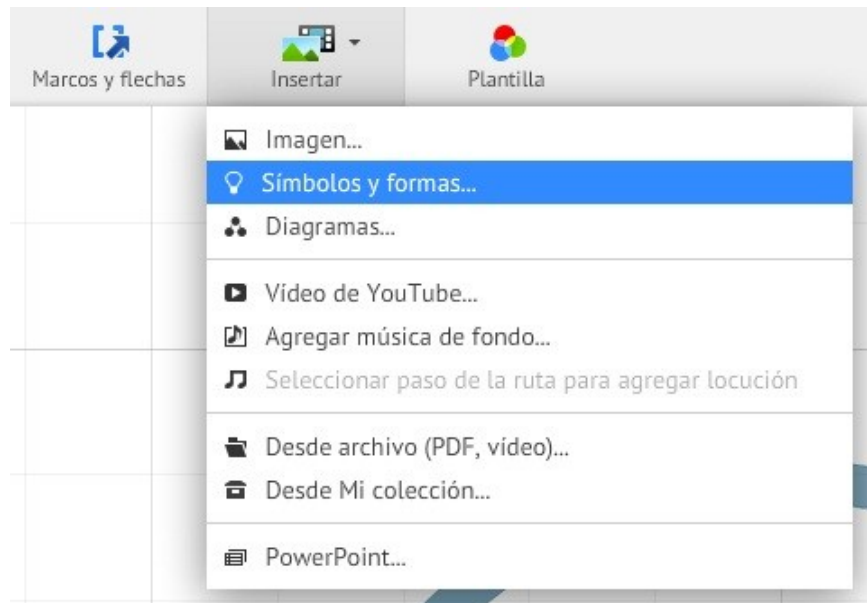 Marcos y flechas
Insertar
Plantilla
Imagen...
Símbolos y formas...
Diagramas...
Vídeo de YouTube...
Agregar música de fondo...
Seleccionar paso de la ruta para agregar locución
Desde archivo (PDF, vídeo)...
Desde Mi colección...
PowerPoint...